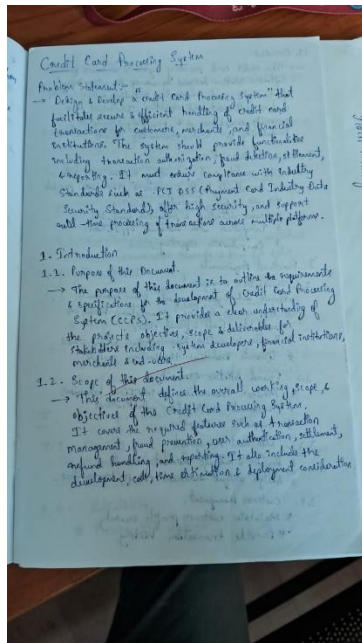 Credit Card Processing System
Problem Statement:-
→ Design & Develop a "credit card Processing System" that
facilitates secure & efficient handling of credit card
transactions for customers, merchants, and financial
institutions. The system should provide functionalities
including transaction authorization, fraud detection, settlement,
& reporting. It must ensure compliance with industry
Standards such as PCI DSS (Payment Card Industry Data
Security Standard), offer high security, and support
real-time processing of transactions across multiple platforms.
1. Introduction
1.1. Purpose of this Document.
→ The purpose of this document is to outline the requirements
& specifications for the development of Credit Card Processing
System (CCPS). It provides a clear understanding of
the projects objective, scope & deliverables for
stakeholders including system developers, financial institutions,
merchants & end-users.
1.2. Scope of this document.
→ This document defines the overall working, scope, &
objectives of the Credit Card Processing System.
It covers the required features such as transaction
management, fraud prevention, user authentication, settlement,
refund handling, and reporting. It also include the
development, cost, time estimation & deployment consideration